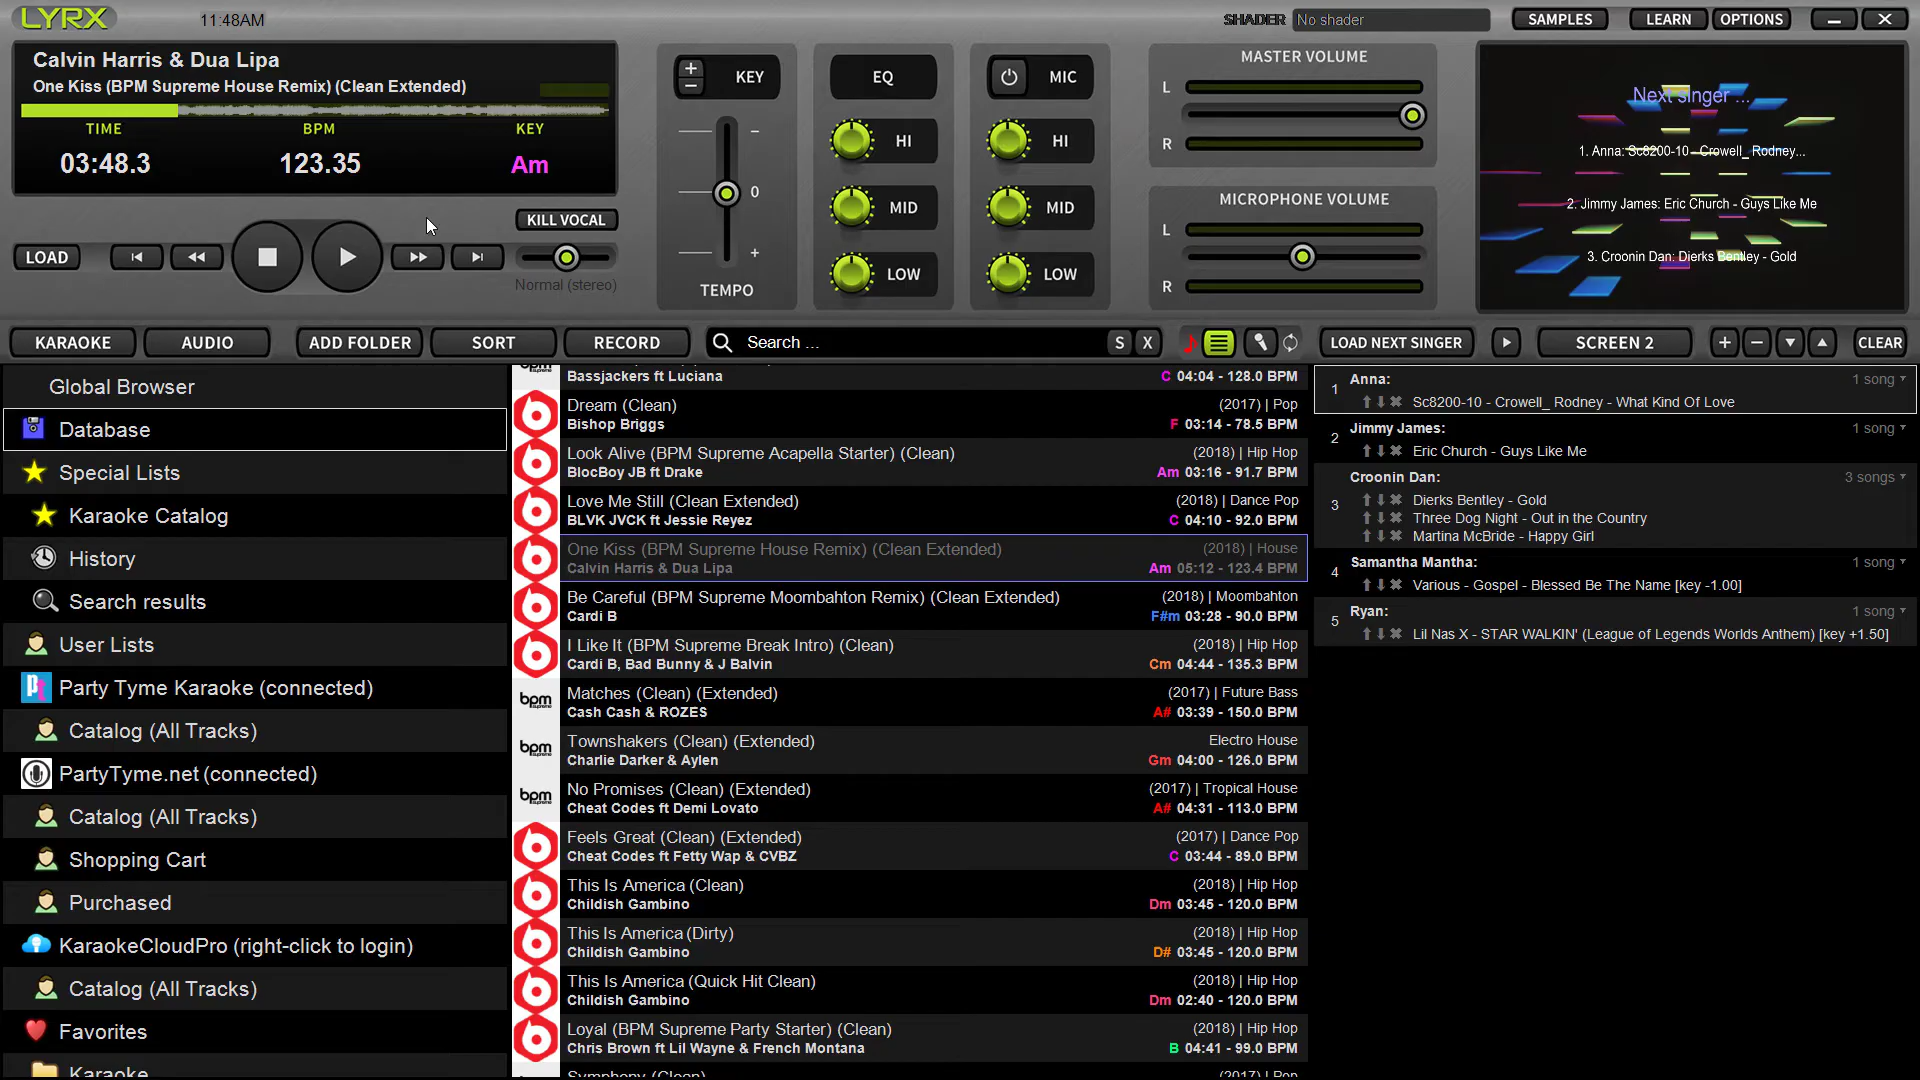 LYRX
11:48AM
SHADER
No shader
SAMPLES
LEARN
OPTIONS
Calvin Harris & Dua Lipa
One Kiss (BPM Supreme House Remix) (Clean Extended)
TIME
BPM
KEY
03:48.3
123.35
Am
KILL VOCAL
LOAD
Normal (stereo)
+
−
KEY
−
0
+
TEMPO
EQ
HI
MID
LOW
MIC
HI
MID
LOW
MASTER VOLUME
L
R
MICROPHONE VOLUME
L
R
Next singer ...
1. Anna: Sc8200-10 - Crowell_ Rodney...
2. Jimmy James: Eric Church - Guys Like Me
3. Croonin Dan: Dierks Bentley - Gold
KARAOKE
AUDIO
ADD FOLDER
SORT
RECORD
Search ...
S
X
LOAD NEXT SINGER
SCREEN 2
CLEAR
Global Browser
Database
Special Lists
Karaoke Catalog
History
Search results
User Lists
Party Tyme Karaoke (connected)
Catalog (All Tracks)
PartyTyme.net (connected)
Catalog (All Tracks)
Shopping Cart
Purchased
KaraokeCloudPro (right-click to login)
Catalog (All Tracks)
Favorites
Karaoke
Bassjackers ft Luciana
C 04:04 - 128.0 BPM
Dream (Clean)
(2017) | Pop
Bishop Briggs
F 03:14 - 78.5 BPM
Look Alive (BPM Supreme Acapella Starter) (Clean)
(2018) | Hip Hop
BlocBoy JB ft Drake
Am 03:16 - 91.7 BPM
Love Me Still (Clean Extended)
(2018) | Dance Pop
BLVK JVCK ft Jessie Reyez
C 04:10 - 92.0 BPM
One Kiss (BPM Supreme House Remix) (Clean Extended)
(2018) | House
Calvin Harris & Dua Lipa
Am 05:12 - 123.4 BPM
Be Careful (BPM Supreme Moombahton Remix) (Clean Extended)
(2018) | Moombahton
Cardi B
F#m 03:28 - 90.0 BPM
I Like It (BPM Supreme Break Intro) (Clean)
(2018) | Hip Hop
Cardi B, Bad Bunny & J Balvin
Cm 04:44 - 135.3 BPM
bpm supreme
Matches (Clean) (Extended)
(2017) | Future Bass
Cash Cash & ROZES
A# 03:39 - 150.0 BPM
bpm supreme
Townshakers (Clean) (Extended)
Electro House
Charlie Darker & Aylen
Gm 04:00 - 126.0 BPM
bpm supreme
No Promises (Clean) (Extended)
(2017) | Tropical House
Cheat Codes ft Demi Lovato
A# 04:31 - 113.0 BPM
Feels Great (Clean) (Extended)
(2017) | Dance Pop
Cheat Codes ft Fetty Wap & CVBZ
C 03:44 - 89.0 BPM
This Is America (Clean)
(2018) | Hip Hop
Childish Gambino
Dm 03:45 - 120.0 BPM
This Is America (Dirty)
(2018) | Hip Hop
Childish Gambino
D# 03:45 - 120.0 BPM
This Is America (Quick Hit Clean)
(2018) | Hip Hop
Childish Gambino
Dm 02:40 - 120.0 BPM
Loyal (BPM Supreme Party Starter) (Clean)
(2018) | Hip Hop
Chris Brown ft Lil Wayne & French Montana
B 04:41 - 99.0 BPM
Symphony (Clean)
(2017) | Pop
1
Anna:
1 song
Sc8200-10 - Crowell_ Rodney - What Kind Of Love
2
Jimmy James:
1 song
Eric Church - Guys Like Me
3
Croonin Dan:
3 songs
Dierks Bentley - Gold
Three Dog Night - Out in the Country
Martina McBride - Happy Girl
4
Samantha Mantha:
1 song
Various - Gospel - Blessed Be The Name [key -1.00]
5
Ryan:
1 song
Lil Nas X - STAR WALKIN' (League of Legends Worlds Anthem) [key +1.50]